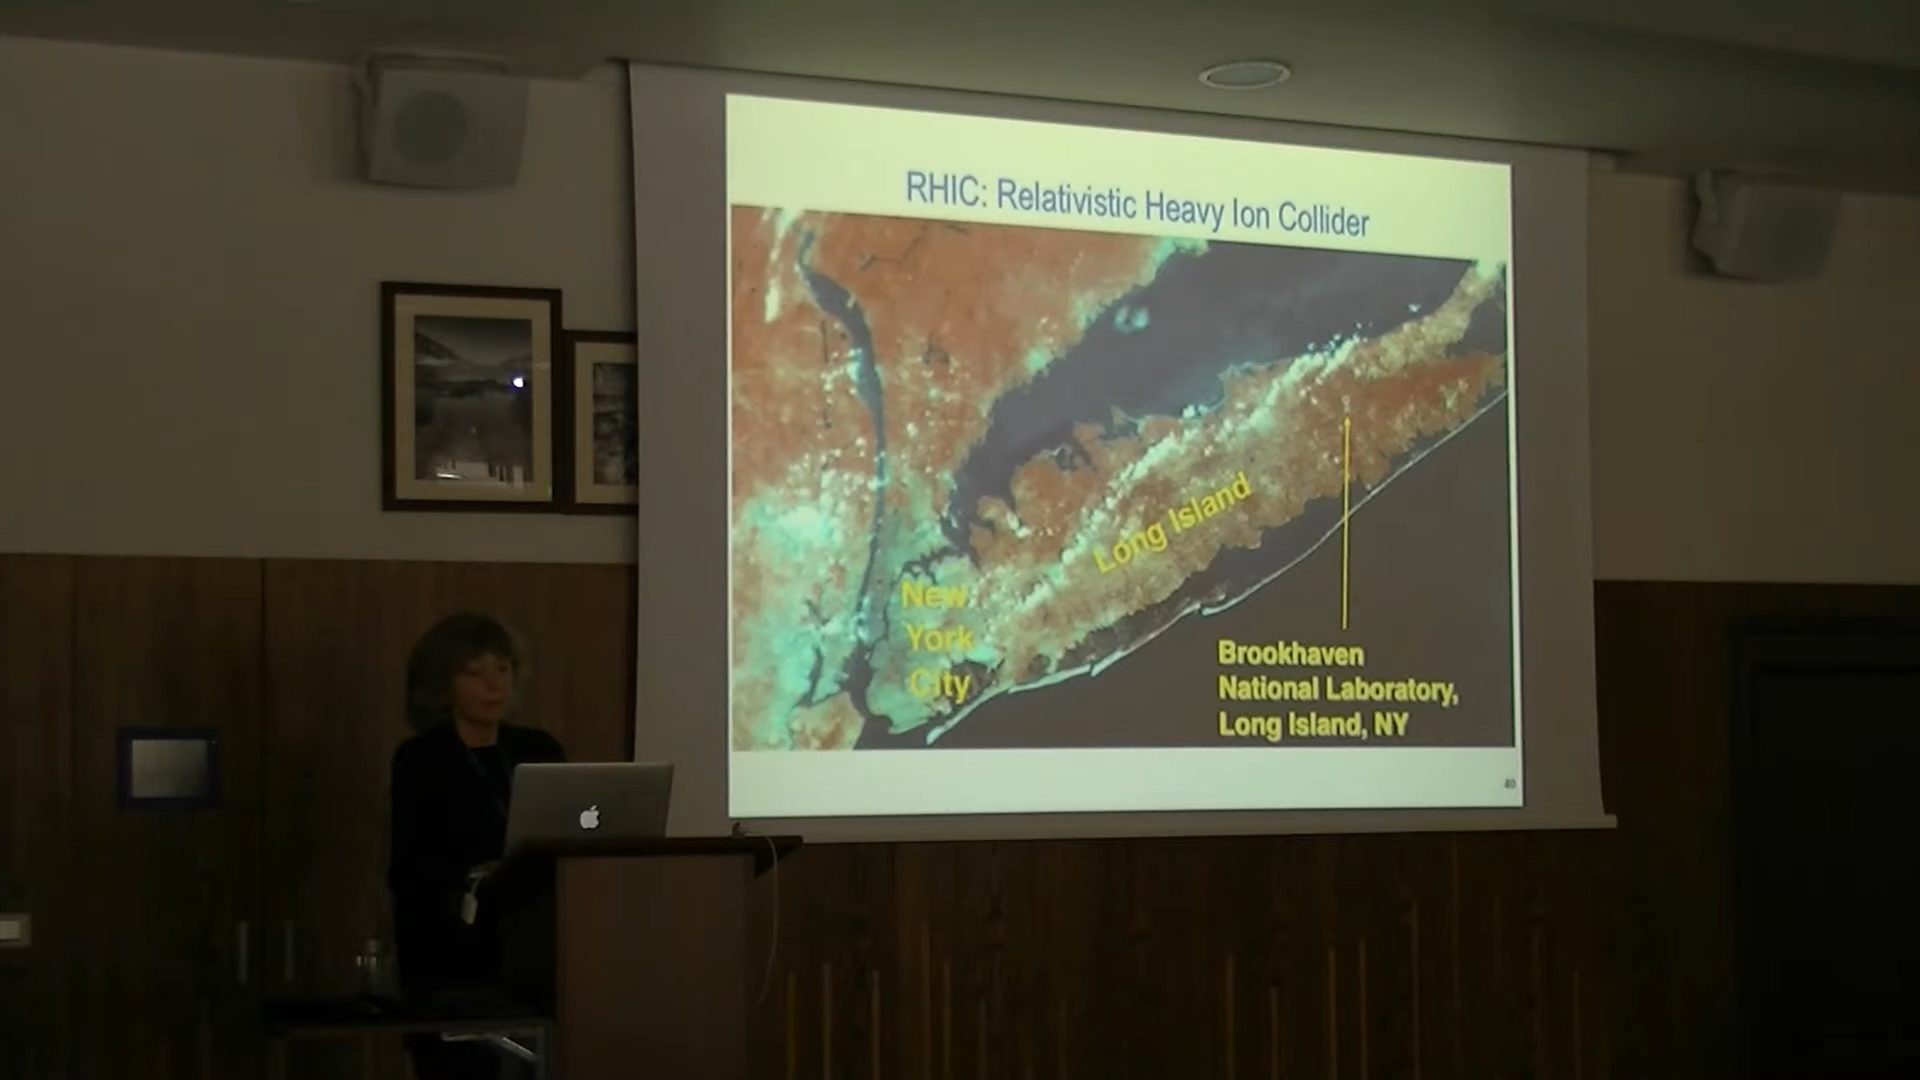 RHIC: Relativistic Heavy Ion Collider
Long Island
New
York
City
Brookhaven
National Laboratory,
Long Island, NY
40